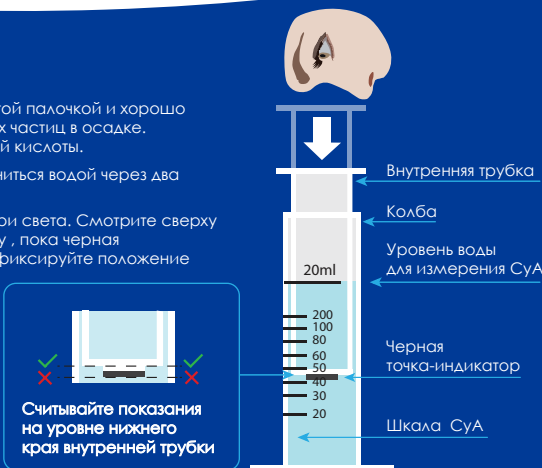 той палочкой и хорошо
х частиц в осадке.
й кислоты.
ниться водой через два
ри света. Смотрите сверху
у , пока черная
фиксируйте положение
Внутренняя трубка
Колба
Уровень воды
для измерения CyA
20ml
200
100
80
60
50
40
30
20
Черная
точка-индикатор
Шкала CyA
Считывайте показания
на уровне нижнего
края внутренней трубки